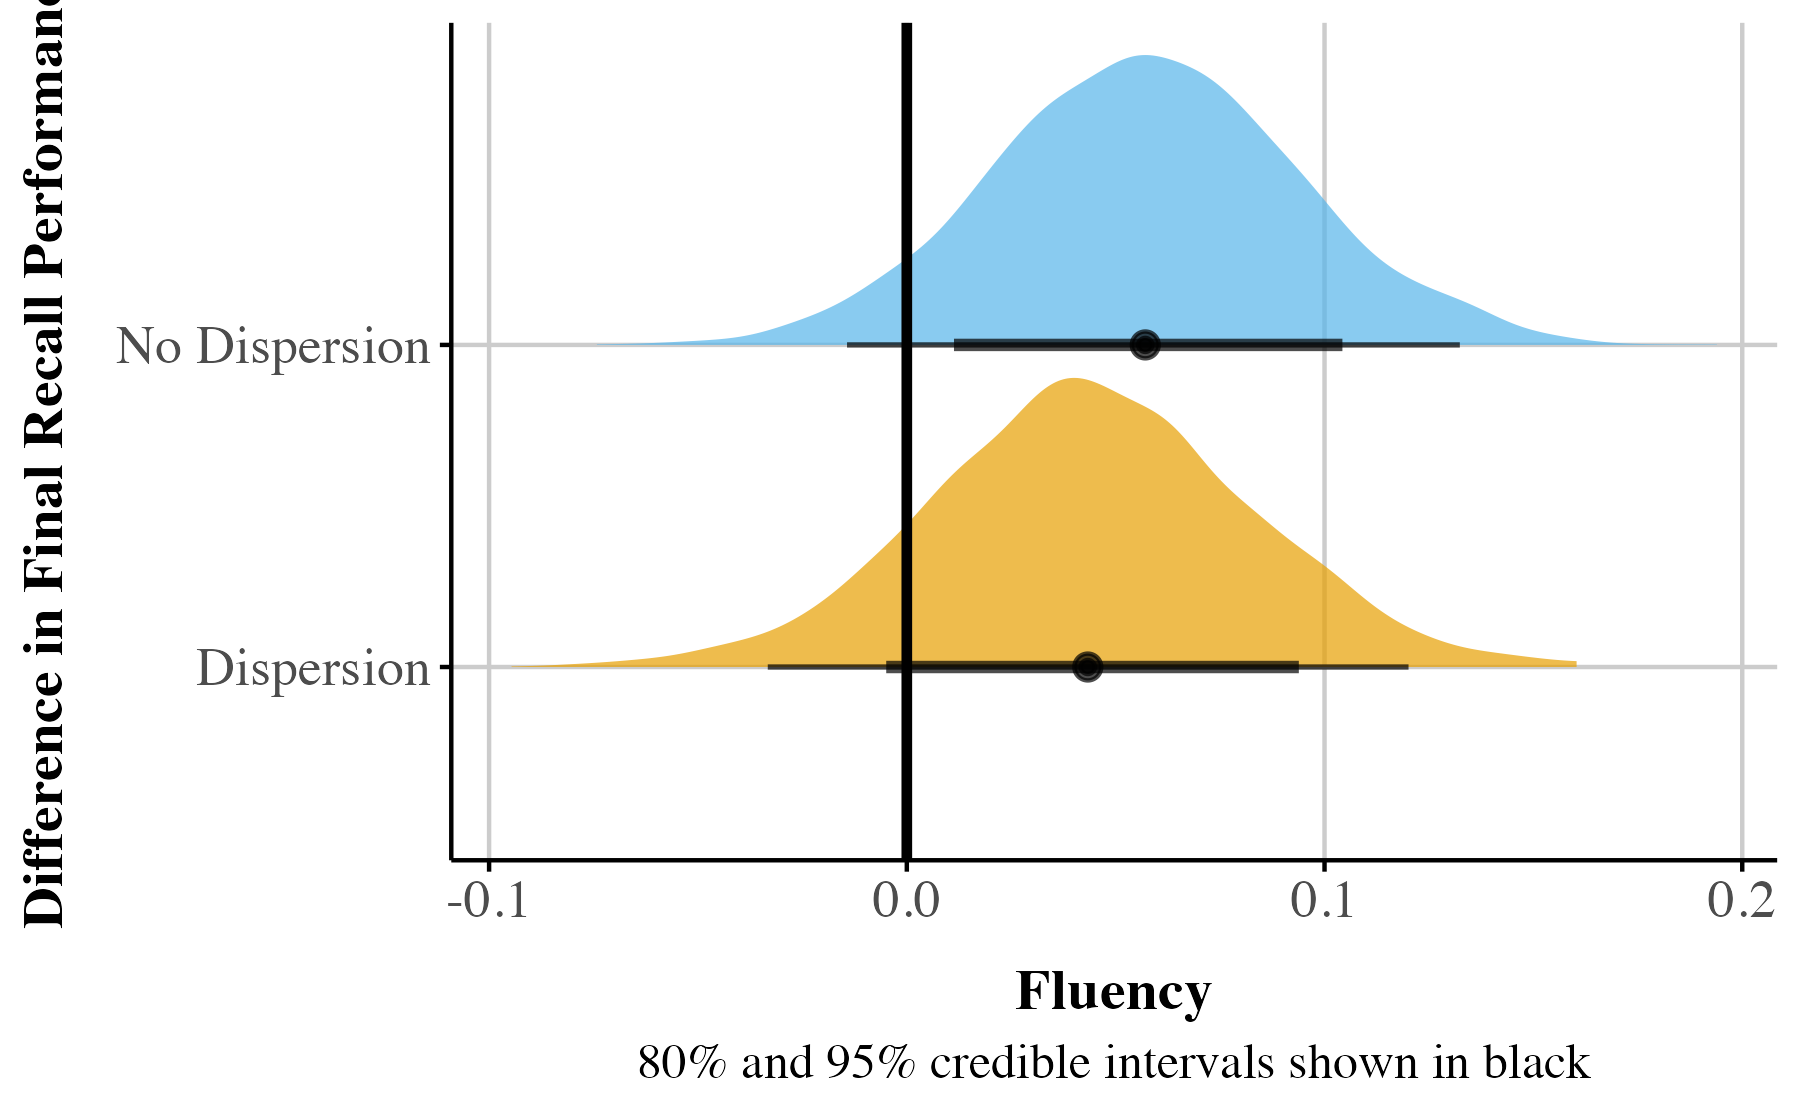 Difference in Final Recall Performanc
No Dispersion
Dispersion
-0.1
0.0
0.1
0.2
Fluency
80% and 95% credible intervals shown in black